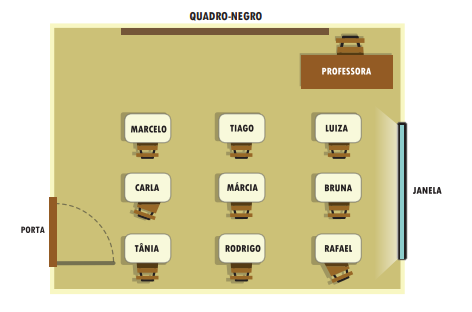 QUADRO-NEGRO
PROFESSORA
MARCELO
TIAGO
LUIZA
CARLA
MÁRCIA
BRUNA
JANELA
PORTA
TÂNIA
RODRIGO
RAFAEL